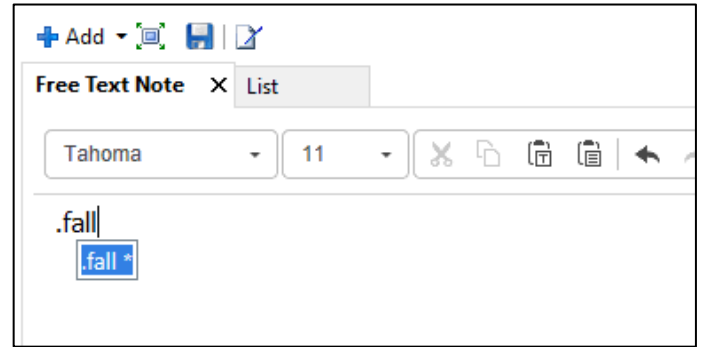 Add
Free Text Note X List
Tahoma 11
.fall
.fall *